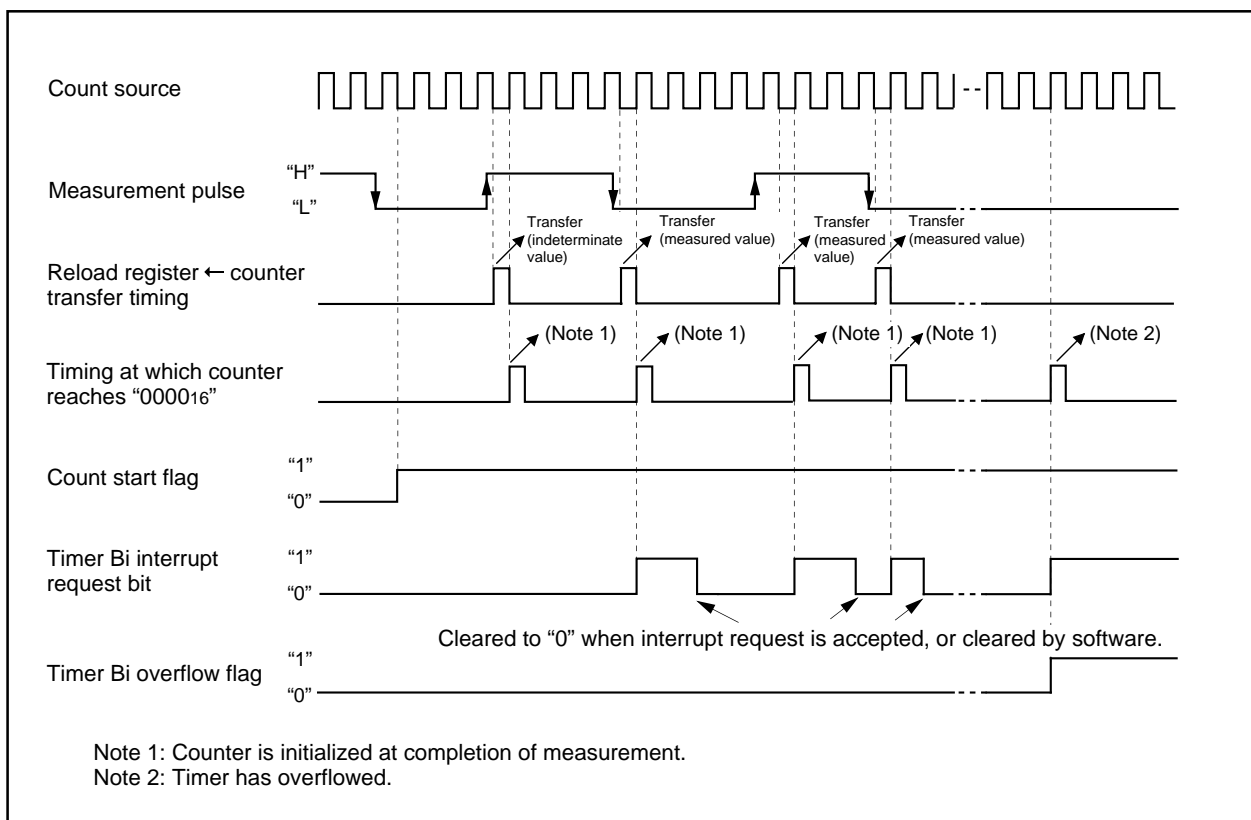 Count source
“H”
Measurement pulse
“L”
Transfer
(indeterminate
value)
Transfer
(measured value)
Transfer
(measured
value)
Transfer
(measured value)
Reload register ← counter
transfer timing
(Note 1)
(Note 1)
(Note 1)
(Note 1)
(Note 2)
Timing at which counter
reaches “000016”
“1”
Count start flag
“0”
Timer Bi interrupt
request bit
“1”
“0”
Cleared to “0” when interrupt request is accepted, or cleared by software.
“1”
Timer Bi overflow flag
“0”
Note 1: Counter is initialized at completion of measurement.
Note 2: Timer has overflowed.